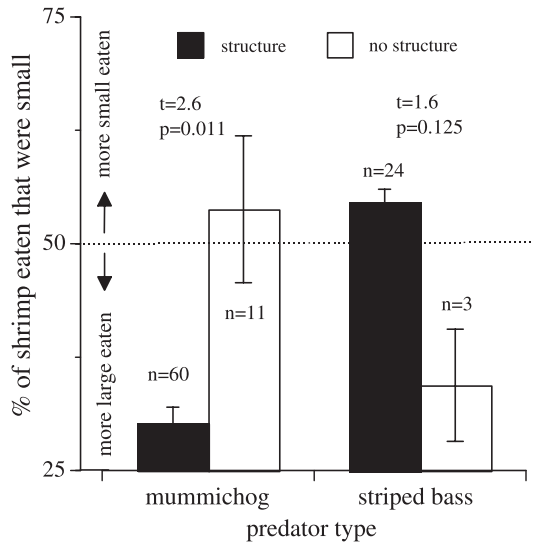 75
50
25
% of shrimp eaten that were small
more small eaten
more large eaten
structure
no structure
t=2.6
p=0.011
t=1.6
p=0.125
n=60
n=11
n=24
n=3
mummichog
striped bass
predator type